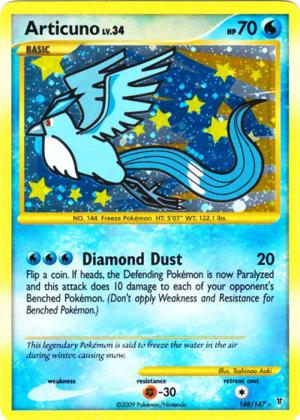 Articuno LV.34
HP 70
BASIC
NO. 144 Freeze Pokémon HT: 5'07" WT: 122.1 lbs.
Diamond Dust 20
Flip a coin. If heads, the Defending Pokémon is now Paralyzed
and this attack does 10 damage to each of your opponent's
Benched Pokémon. (Don't apply Weakness and Resistance for
Benched Pokémon.)
This legendary Pokémon is said to freeze the water in the air
during winter, causing snow.
weakness resistance retreat cost
-30
Illus. Toshinao Aoki
©2009 Pokémon/Nintendo 148/147